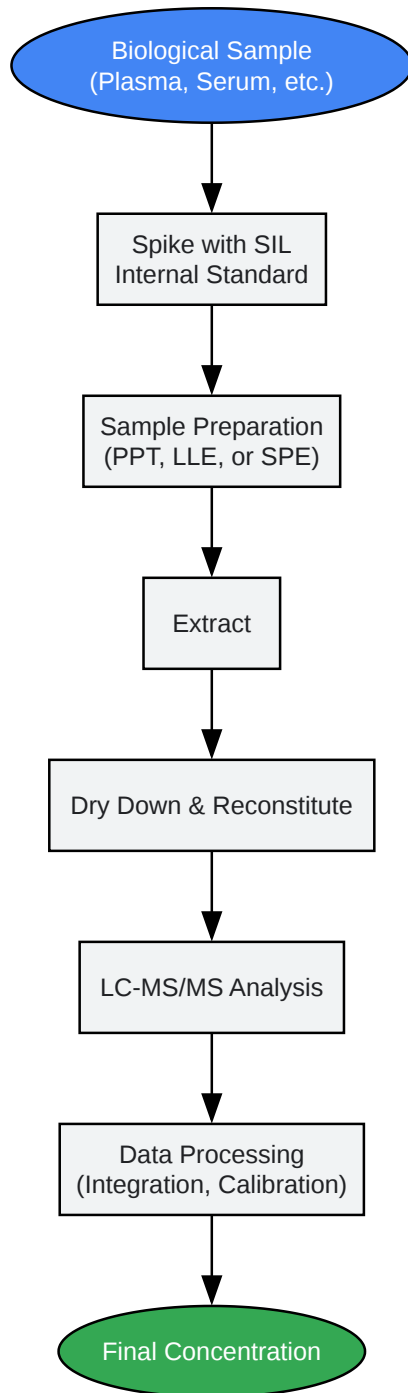 Biological Sample
(Plasma, Serum, etc.)
Spike with SIL
Internal Standard
Sample Preparation
(PPT, LLE, or SPE)
Extract
Dry Down & Reconstitute
LC-MS/MS Analysis
Data Processing
(Integration, Calibration)
Final Concentration